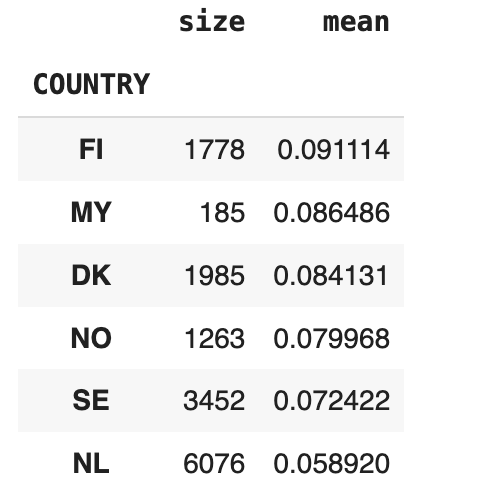 size mean
COUNTRY
FI 1778 0.091114
MY 185 0.086486
DK 1985 0.084131
NO 1263 0.079968
SE 3452 0.072422
NL 6076 0.058920